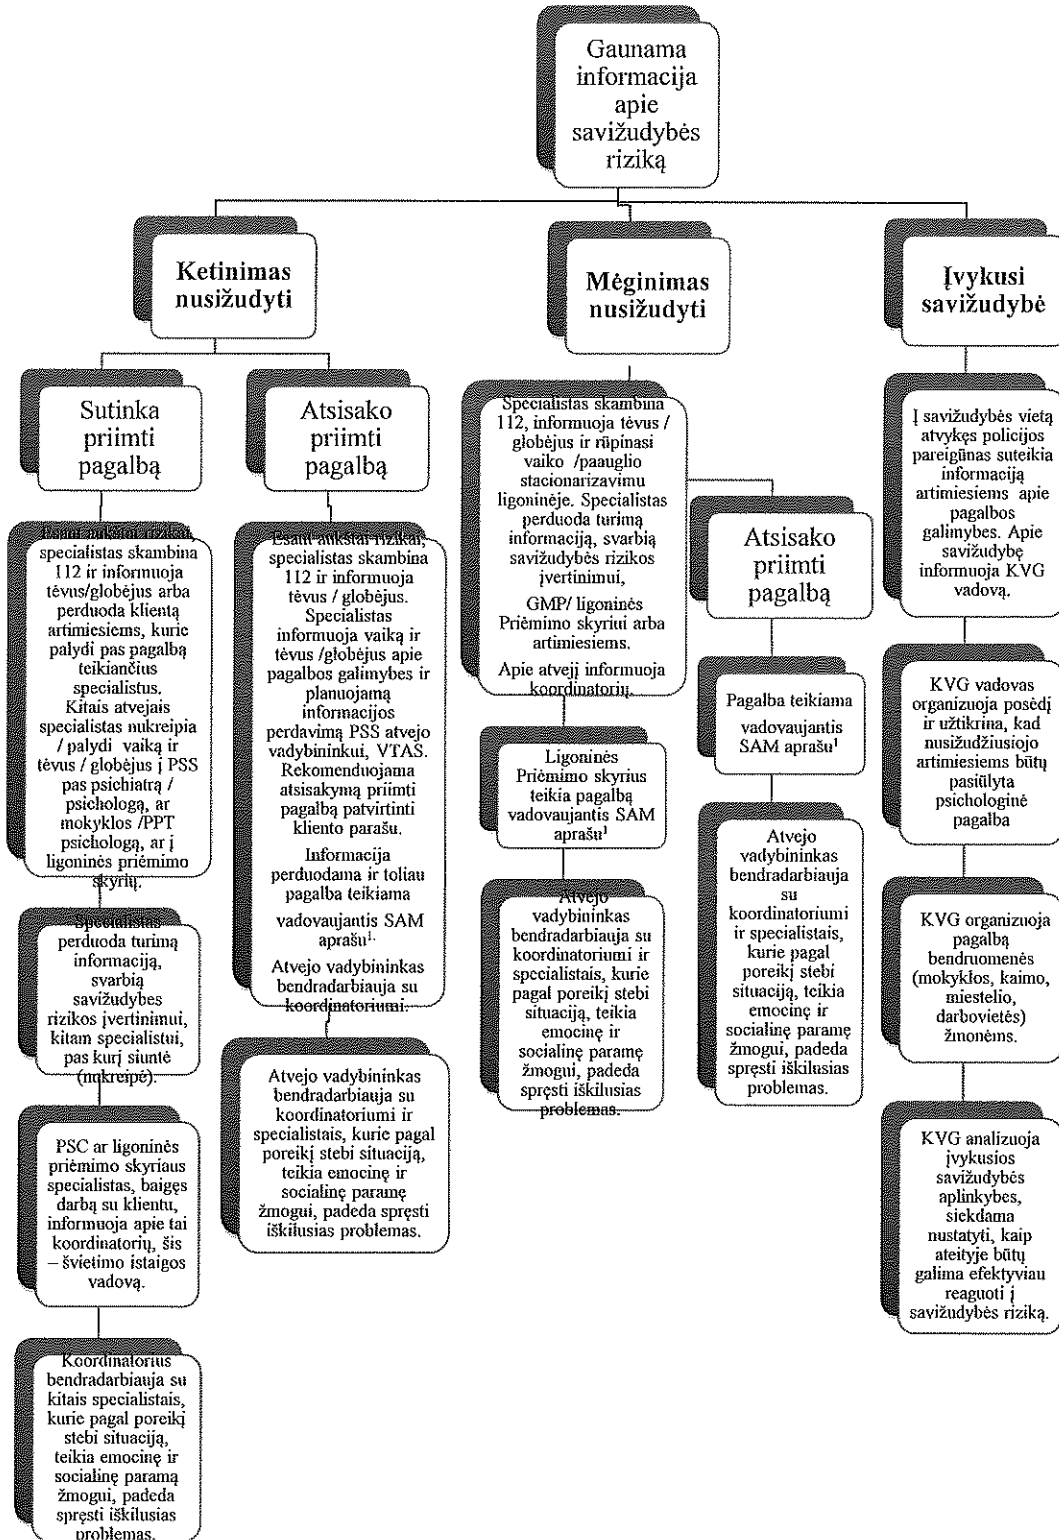 Gaunama
informacija
apie
savižudybės
riziką
Ketinimas
nusižudyti
Sutinka
priimti
pagalbą
Esant aukštai rizikai,
specialistas skambina
112 ir informuoja
tėvus/globėjus arba
perduoda klientą
artimiesiems, kurie
palydi pas pagalbą
teikiančius
specialistus.
Kitais atvejais
specialistas nukreipia
/ palydi vaiką ir
tėvus / globėjus į PSS
pas psichiatrą /
psichologą, ar
mokyklos /PPT
psichologą, ar į
ligoninės priėmimo
skyrių.
Specialistas
perduoda turimą
informaciją,
svarbią
savižudybes
rizikos įvertinimui,
kitam specialistui,
pas kurį siuntė
(nukreipė).
PSC ar ligoninės
priėmimo skyriaus
specialistas, baigęs
darbą su klientu,
informuoja apie tai
koordinatorių, šis
– švietimo įstaigos
vadovą.
Koordinatorius
bendradarbiauja su
kitais specialistais,
kurie pagal poreikį
stebi situaciją,
teikia emocinę ir
socialinę paramą
žmogui, padeda
spręsti iškilusias
problemas.
Atsisako
priimti
pagalbą
Esant aukštai rizikai,
specialistas skambina
112 ir informuoja
tėvus / globėjus.
Specialistas
informuoja vaiką ir
tėvus /globėjus apie
pagalbos galimybes ir
planuojamą
informacijos
perdavimą PSS atvejo
vadybininkui, VTAS.
Rekomenduojama
atsisakymą priimti
pagalbą patvirtinti
kliento parašu.
Informacija
perduodama ir toliau
pagalba teikiama
vadovaujantis SAM
aprašu¹.
Atvejo vadybininkas
bendradarbiauja su
koordinatoriumi.
Atvejo vadybininkas
bendradarbiauja su
koordinatoriumi ir
specialistais, kurie pagal
poreikį stebi situaciją,
teikia emocinę ir
socialinę paramę
žmogui, padeda spręsti
iškilusias problemas.
Mėginimas
nusižudyti
Specialistas skambina
112, informuoja tėvus /
globėjus ir rūpinasi
vaiko /paauglio
stacionarizavimu
ligoninėje. Specialistas
perduoda turimą
informaciją, svarbią
savižudybės rizikos
įvertinimui,
GMP/ ligoninės
Priėmimo skyriui arba
artimiesiems.
Apie atvejį informuoja
koordinatorių.
Ligoninės
Priėmimo skyrius
teikia pagalbą
vadovaujantis SAM
aprašu¹
Atvejo
vadybininkas
bendradarbiauja su
koordinatoriumi ir
specialistais, kurie
pagal poreikį stebi
situaciją, teikia
emocinę ir
socialinę paramę
žmogui, padeda
spręsti iškilusias
problemas.
Atsisako
priimti
pagalbą
Pagalba teikiama
vadovaujantis
SAM aprašu¹
Atvejo
vadybininkas
bendradarbiauja
su
koordinatoriumi
ir specialistais,
kurie pagal
poreikį stebi
situaciją, teikia
emocinę ir
socialinę paramę
žmogui, padeda
spręsti iškilusias
problemas.
Įvykusi
savižudybė
Į savižudybės vietą
atvykęs policijos
pareigūnas suteikia
informaciją
artimiesiems apie
pagalbos
galimybes. Apie
savižudybę
informuoja KVG
vadovą.
KVG vadovas
organizuoja posėdį
ir užtikrina, kad
nusižudžiusiojo
artimiesiems būtų
pasiūlyta
psichologinė
pagalba
KVG organizuoja
pagalbą
bendruomenės
(mokyklos, kaimo,
miestelio,
darbovietės)
žmonėms.
KVG analizuoja
įvykusios
savižudybės
aplinkybes,
siekdama
nustatyti, kaip
ateityje būtų
galima efektyviau
reaguoti į
savižudybės riziką.